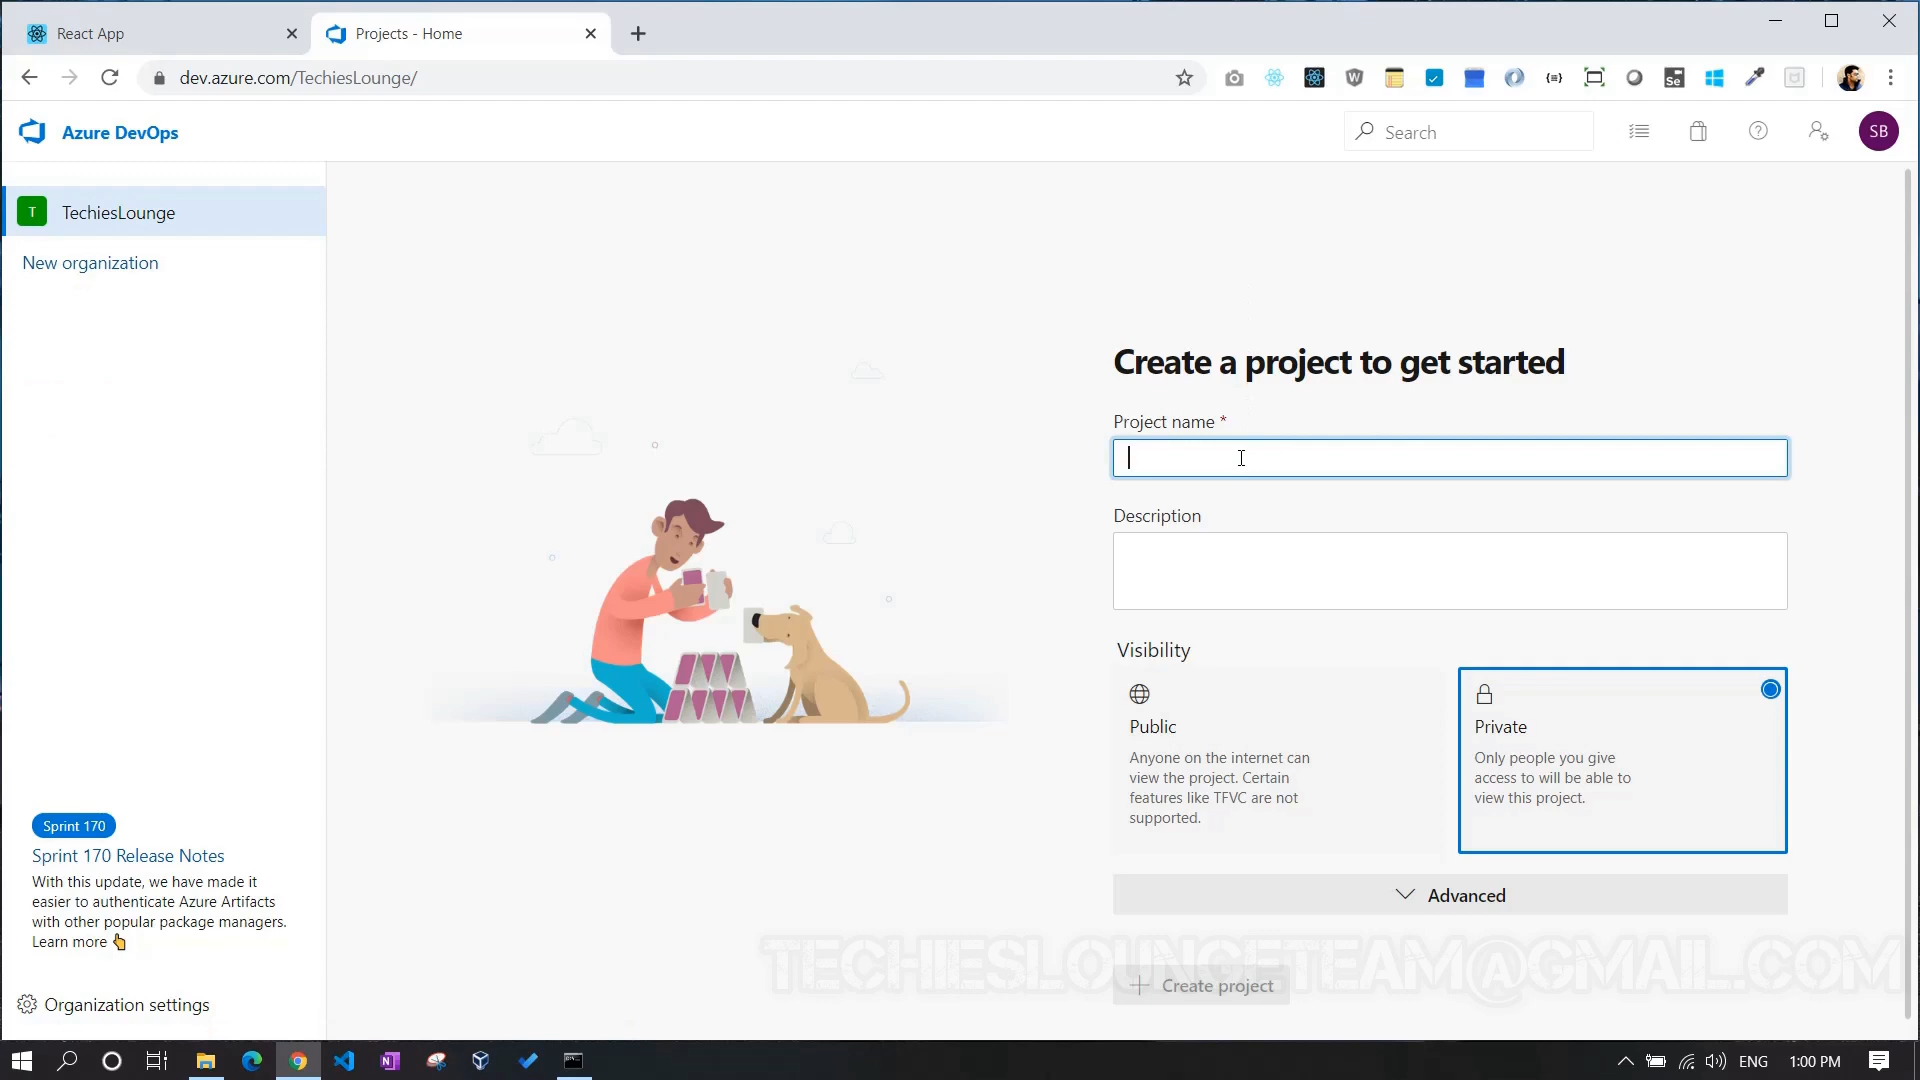 React App
Projects - Home
dev.azure.com/TechiesLounge/
Azure DevOps
Search
SB
T
TechiesLounge
New organization
Create a project to get started
Project name *
Description
Visibility
Public
Anyone on the internet can
view the project. Certain
features like TFVC are not
supported.
Private
Only people you give
access to will be able to
view this project.
Advanced
Create project
Sprint 170
Sprint 170 Release Notes
With this update, we have made it
easier to authenticate Azure Artifacts
with other popular package managers.
Learn more 👆
Organization settings
TECHIESLOUNGETEAM@GMAIL.COM
ENG
1:00 PM